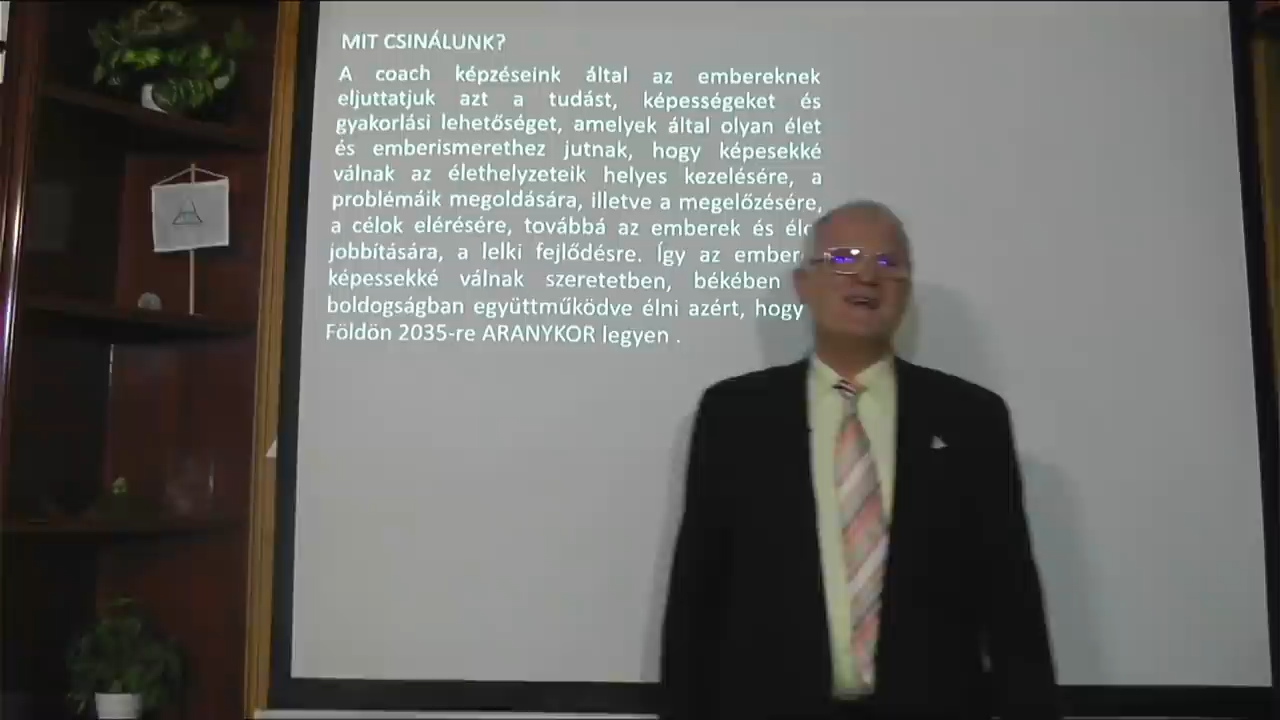 MIT CSINÁLUNK?
A coach képzéseink által az embereknek
eljuttatjuk azt a tudást, képességeket és
gyakorlási lehetőséget, amelyek által olyan élet
és emberismerethez jutnak, hogy képesekké
válnak az élethelyzeteik helyes kezelésére, a
problémáik megoldására, illetve a megelőzésére,
a célok elérésére, továbbá az emberek és
jobbítására, a lelki fejlődésre. Így az
képessekké válnak szeretetben, békében
boldogságban együttműködve élni azért, hogy
Földön 2035-re ARANYKOR legyen .